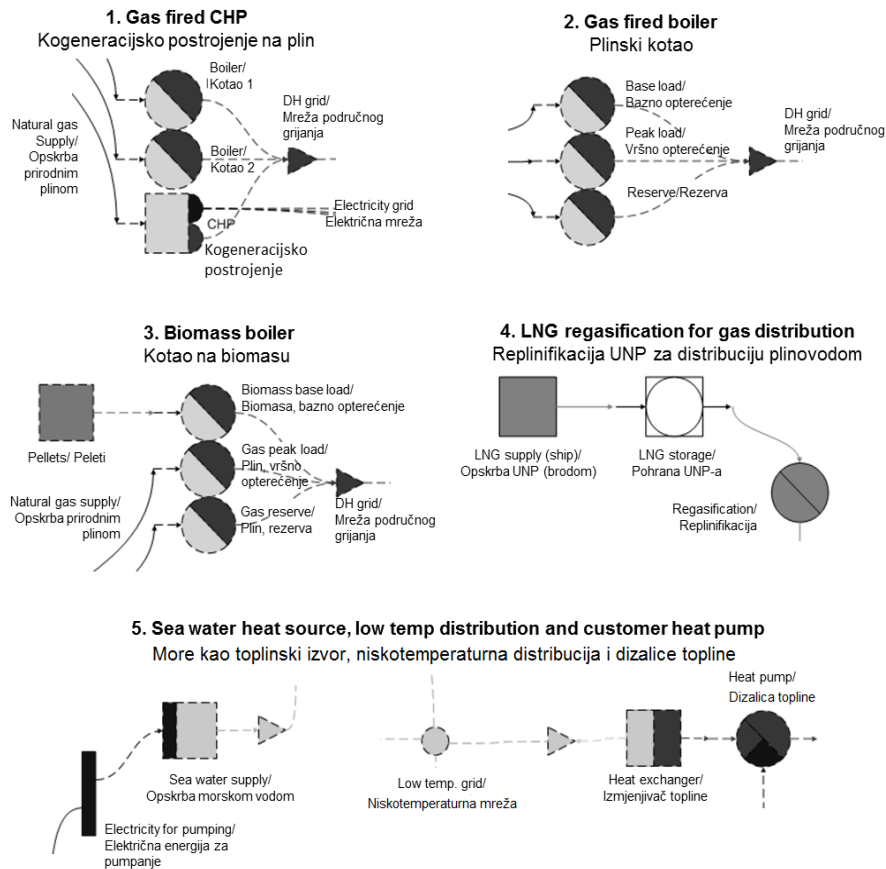 1. Gas fired CHP
Kogeneracijsko postrojenje na plin
Boiler/
Kotao 1
Natural gas
Supply/
Opskrba
prirodnim
plinom
Boiler/
Kotao 2
DH grid/
Mreža područnog
grijanja
Electricity grid
Električna mreža
CHP
Kogeneracijsko
postrojenje
2. Gas fired boiler
Plinski kotao
Base load/
Bazno opterećenje
Peak load/
Vršno opterećenje
Reserve/Rezerva
DH grid/
Mreža područnog
grijanja
3. Biomass boiler
Kotao na biomasu
Pellets/ Peleti
Biomass base load/
Biomasa, bazno opterećenje
Gas peak load/
Plin, vršno
opterećenje
Natural gas supply/
Opskrba prirodnim
plinom
Gas reserve/
Plin, rezerva
DH grid/
Mreža područnog
grijanja
4. LNG regasification for gas distribution
Replinifikacija UNP za distribuciju plinovodom
LNG supply (ship)/
Opskrba UNP (brodom)
LNG storage/
Pohrana UNP-a
Regasification/
Replinifikacija
5. Sea water heat source, low temp distribution and customer heat pump
More kao toplinski izvor, niskotemperaturna distribucija i dizalice topline
Sea water supply/
Opskrba morskom vodom
Electricity for pumping/
Električna energija za
pumpanje
Low temp. grid/
Niskotemperaturna mreža
Heat exchanger/
Izmjenjivač topline
Heat pump/
Dizalica topline